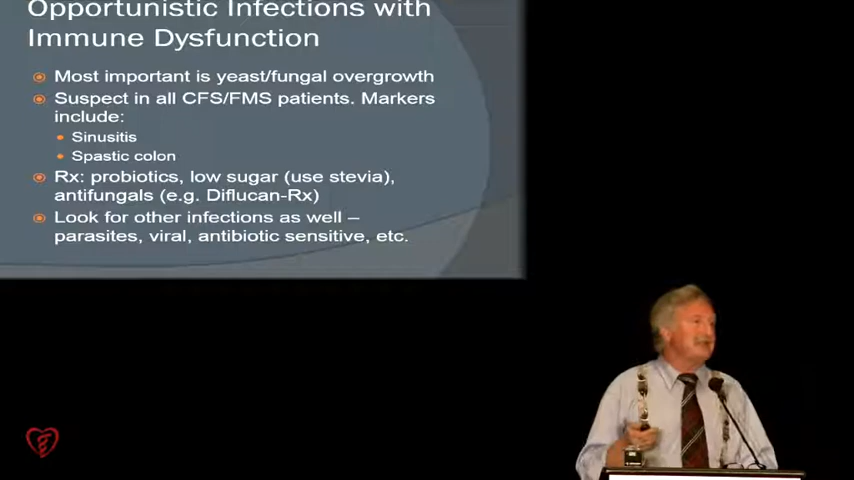 Opportunistic Infections with
Immune Dysfunction
Most important is yeast/fungal overgrowth
Suspect in all CFS/FMS patients. Markers
include:
Sinusitis
Spastic colon
Rx: probiotics, low sugar (use stevia),
antifungals (e.g. Diflucan-Rx)
Look for other infections as well –
parasites, viral, antibiotic sensitive, etc.